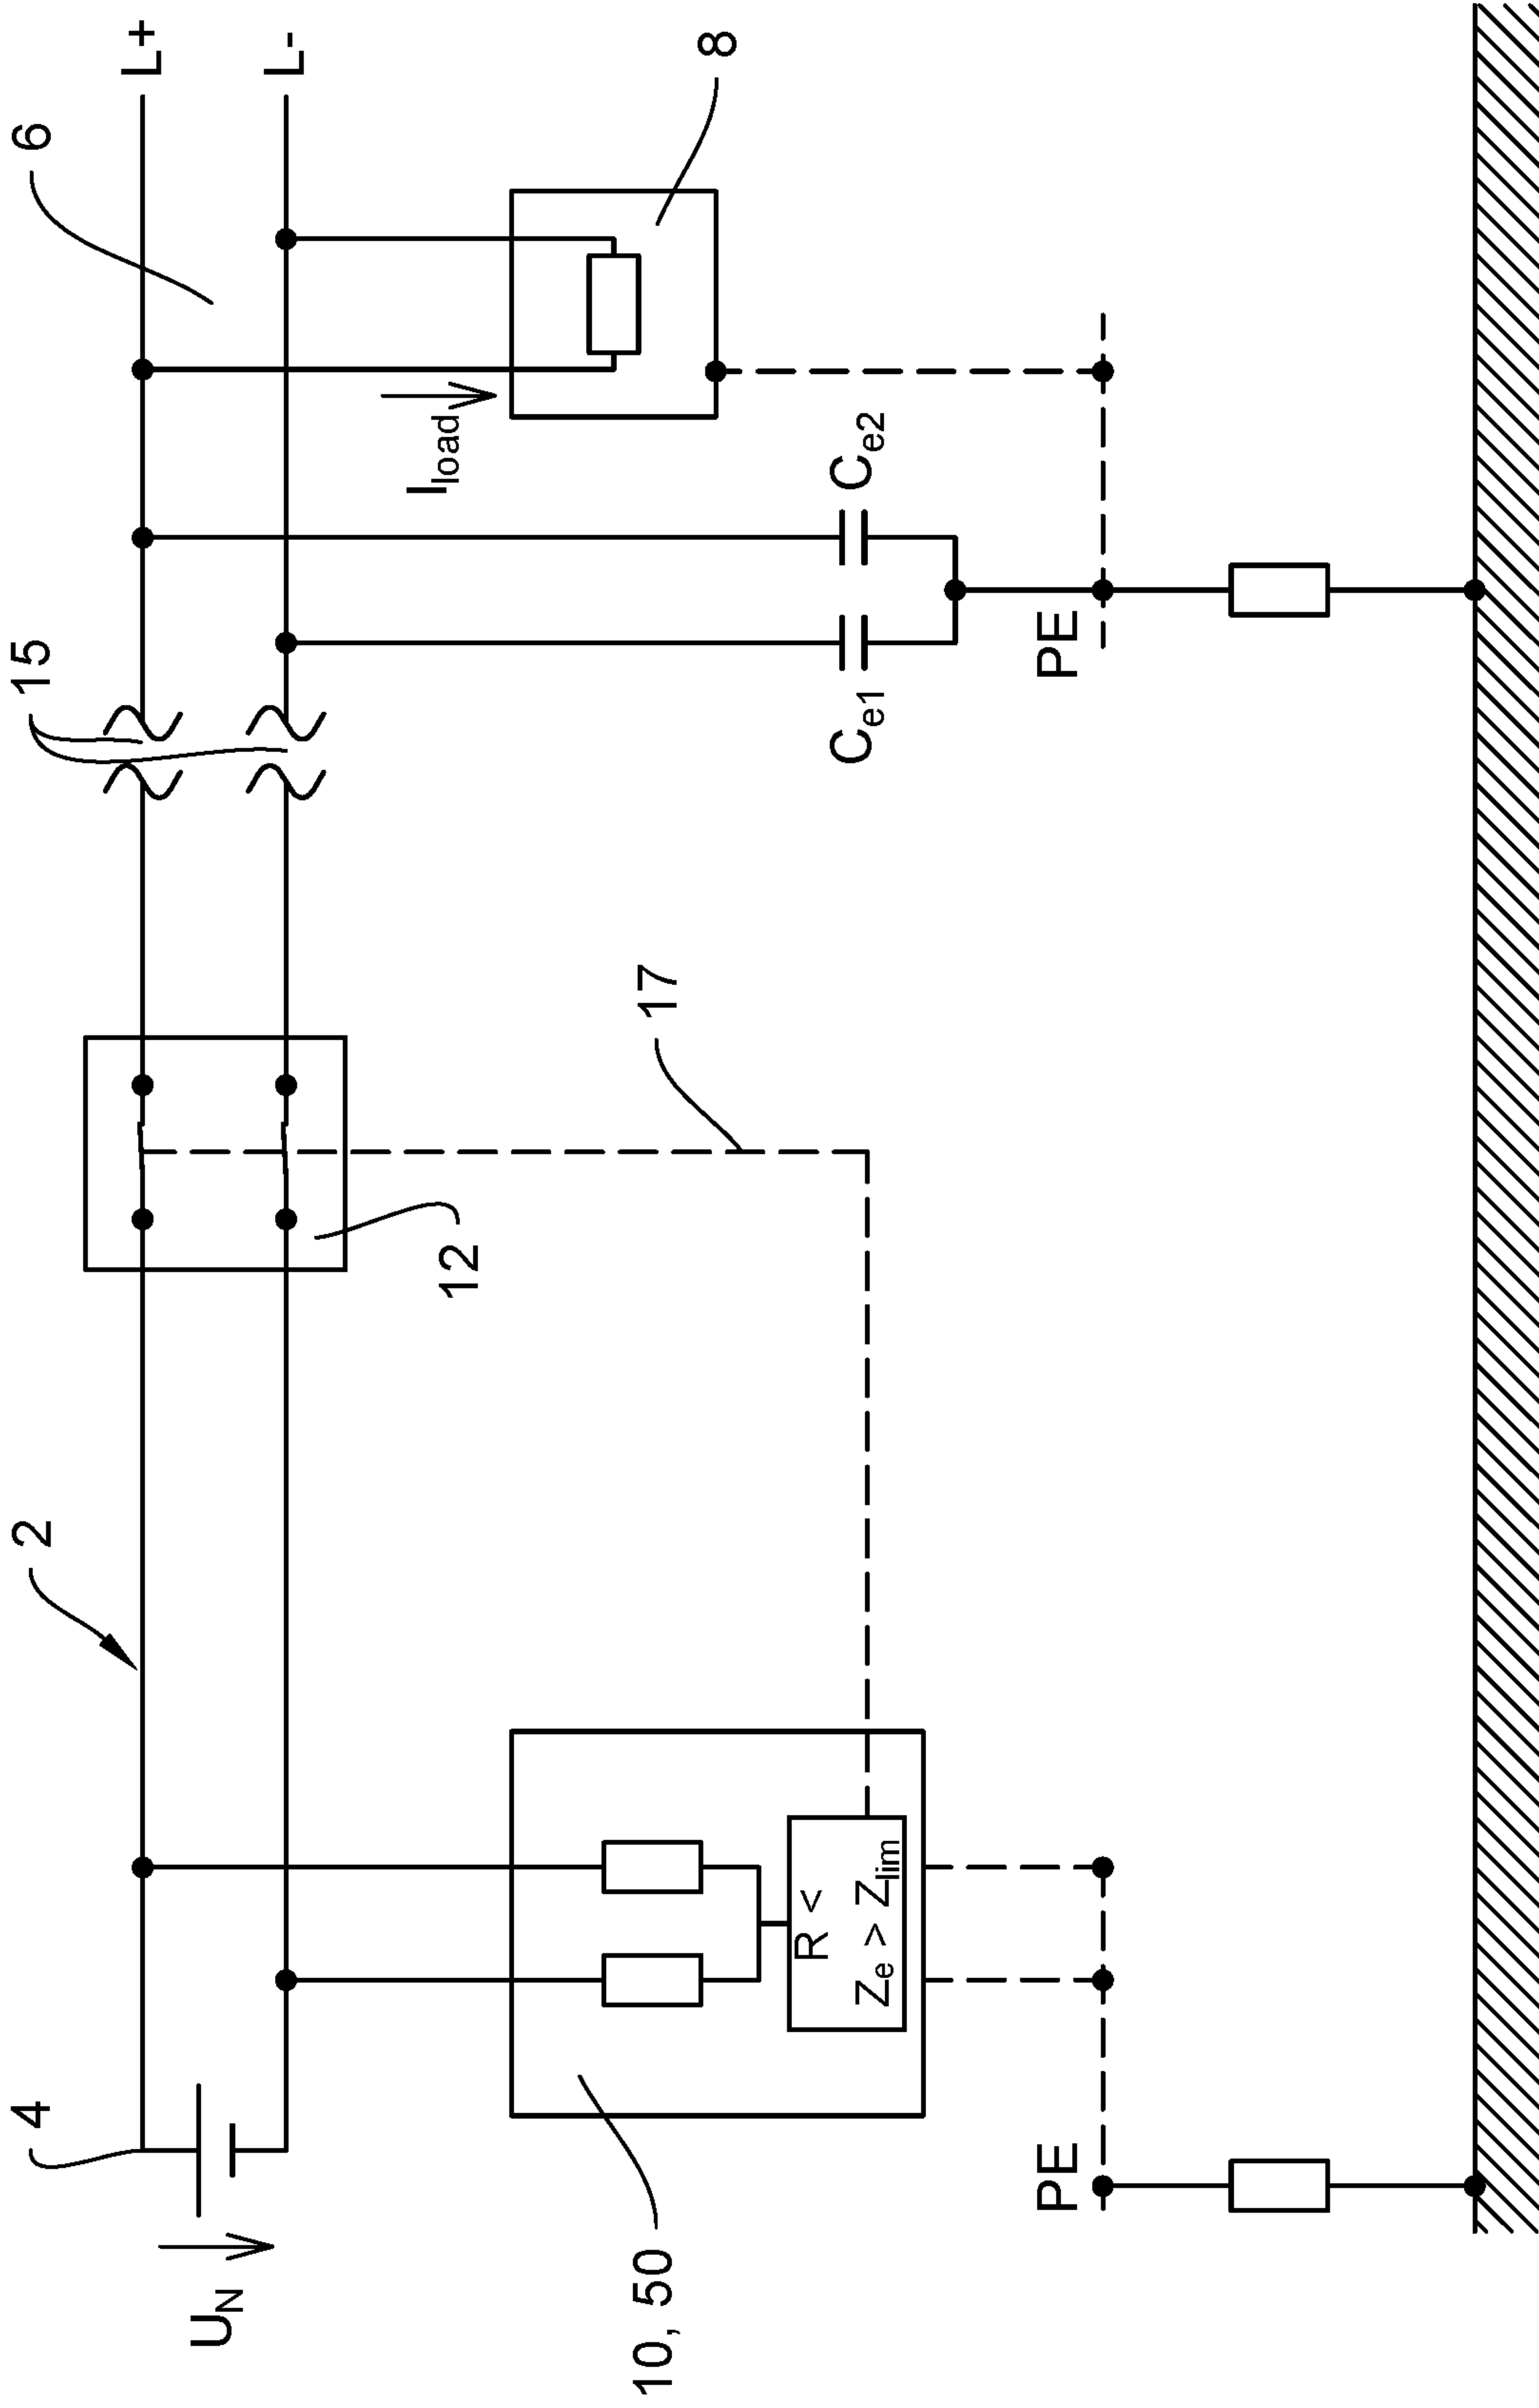 4
2
15
6
L+
L-
U_N
12
17
I_load
8
10, 50
R <
Z_e > Z_lim
C_e1
C_e2
PE
PE